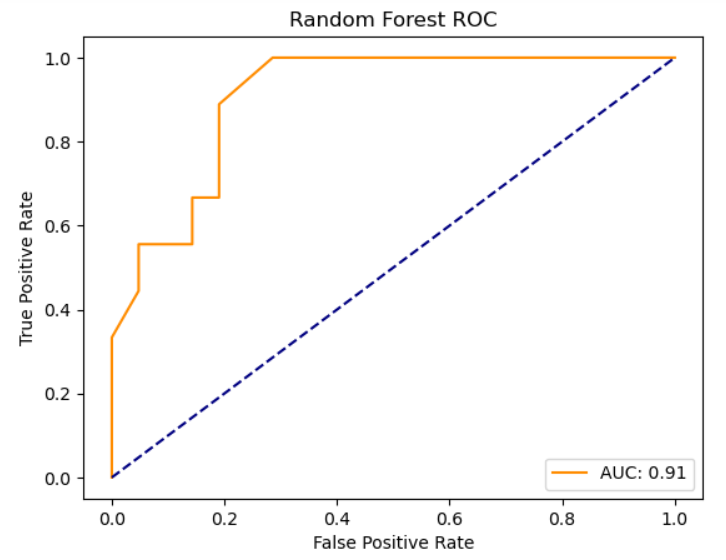 Random Forest ROC
True Positive Rate
1.0
0.8
0.6
0.4
0.2
0.0
AUC: 0.91
0.0 0.2 0.4 0.6 0.8 1.0
False Positive Rate